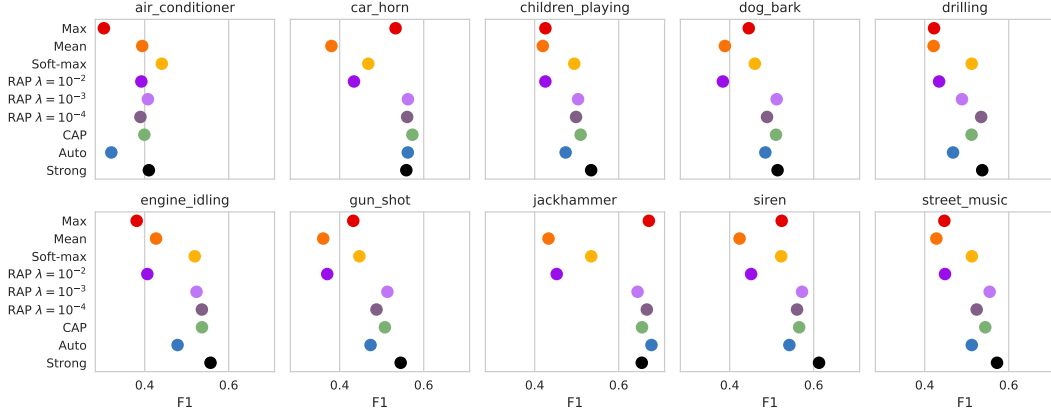 air_conditioner car_horn children_playing dog_bark drilling
Max
Mean
Soft-max
RAP λ = 10⁻²
RAP λ = 10⁻³
RAP λ = 10⁻⁴
CAP
Auto
Strong
engine_idling gun_shot jackhammer siren street_music
Max
Mean
Soft-max
RAP λ = 10⁻²
RAP λ = 10⁻³
RAP λ = 10⁻⁴
CAP
Auto
Strong
0.4 0.6 0.4 0.6 0.4 0.6 0.4 0.6 0.4 0.6
F1 F1 F1 F1 F1